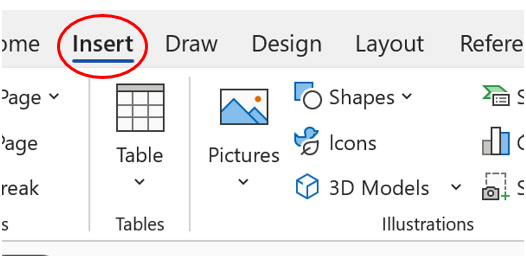 ome Insert Draw Design Layout Refere
Page Shapes S
Page Table Pictures Icons
reak 3D Models S
s Tables Illustrations